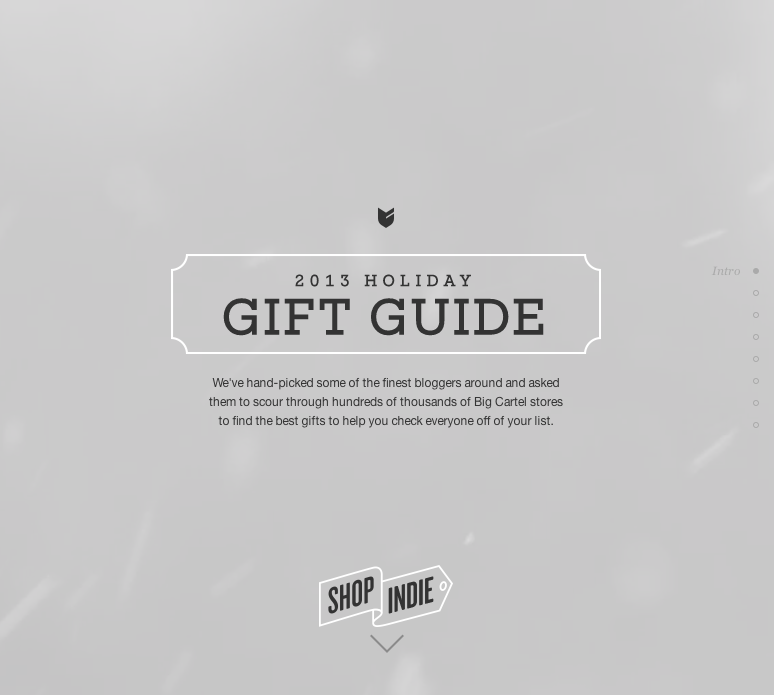 2013 HOLIDAY
GIFT GUIDE
Intro
We've hand-picked some of the finest bloggers around and asked
them to scour through hundreds of thousands of Big Cartel stores
to find the best gifts to help you check everyone off of your list.
SHOP INDIE